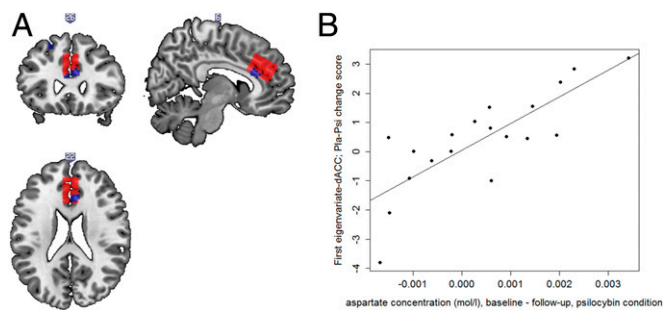 A
B
First eigenvariate-dACC; Pla-Psi change score
3
2
1
0
-1
-2
-3
-4
-0.001 0.000 0.001 0.002 0.003
aspartate concentration (mol/l), baseline - follow-up, psilocybin condition